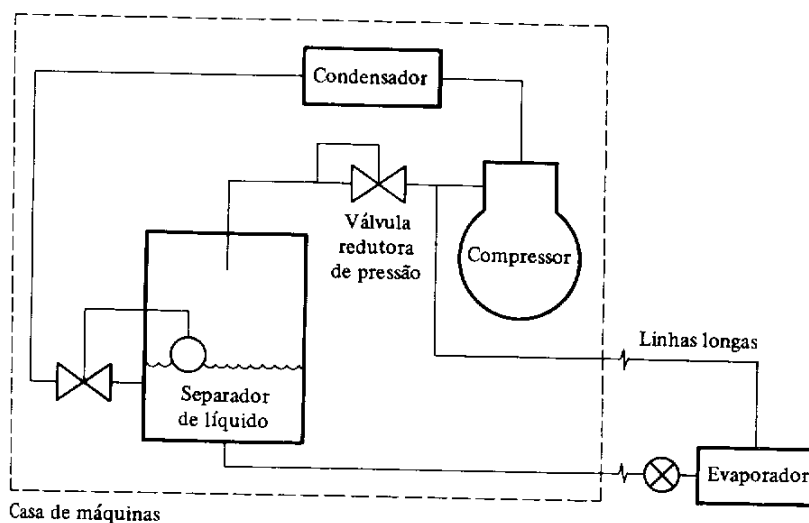 Condensador
Válvula
redutora
de pressão
Compressor
Linhas longas
Separador
de líquido
Evaporador
Casa de máquinas